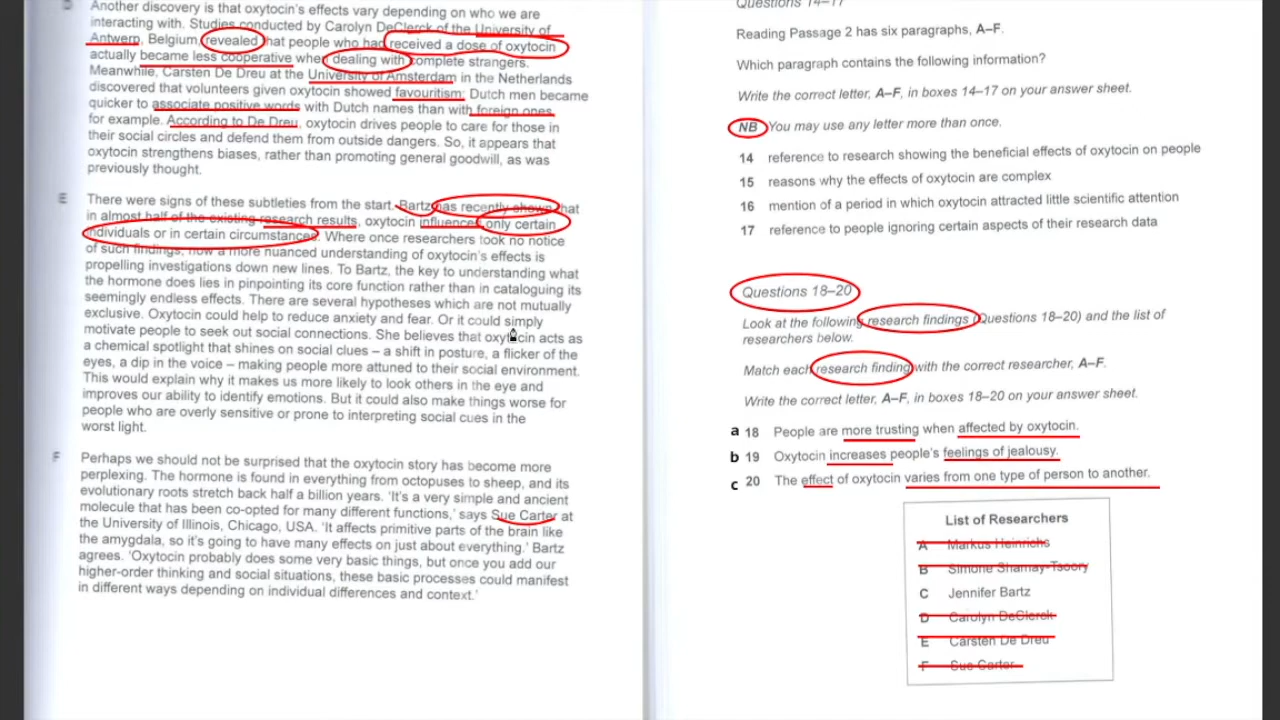 Another discovery is that oxytocin's effects vary depending on who we are
interacting with. Studies conducted by Carolyn DeClerck of the University of
Antwerp, Belgium, revealed that people who had received a dose of oxytocin
actually became less cooperative when dealing with complete strangers.
Meanwhile, Carsten De Dreu at the University of Amsterdam in the Netherlands
discovered that volunteers given oxytocin showed favouritism: Dutch men became
quicker to associate positive words with Dutch names than with foreign ones,
for example. According to De Dreu, oxytocin drives people to care for those in
their social circles and defend them from outside dangers. So, it appears that
oxytocin strengthens biases, rather than promoting general goodwill, as was
previously thought.
E There were signs of these subtleties from the start. Bartz has recently shown that
in almost half of the existing research results, oxytocin influenced only certain
individuals or in certain circumstances. Where once researchers took no notice
of such findings, now a more nuanced understanding of oxytocin's effects is
propelling investigations down new lines. To Bartz, the key to understanding what
the hormone does lies in pinpointing its core function rather than in cataloguing its
seemingly endless effects. There are several hypotheses which are not mutually
exclusive. Oxytocin could help to reduce anxiety and fear. Or it could simply
motivate people to seek out social connections. She believes that oxytocin acts as
a chemical spotlight that shines on social clues – a shift in posture, a flicker of the
eyes, a dip in the voice – making people more attuned to their social environment.
This would explain why it makes us more likely to look others in the eye and
improves our ability to identify emotions. But it could also make things worse for
people who are overly sensitive or prone to interpreting social cues in the
worst light.
F Perhaps we should not be surprised that the oxytocin story has become more
perplexing. The hormone is found in everything from octopuses to sheep, and its
evolutionary roots stretch back half a billion years. 'It's a very simple and ancient
molecule that has been co-opted for many different functions,' says Sue Carter at
the University of Illinois, Chicago, USA. 'It affects primitive parts of the brain like
the amygdala, so it's going to have many effects on just about everything.' Bartz
agrees. 'Oxytocin probably does some very basic things, but once you add our
higher-order thinking and social situations, these basic processes could manifest
in different ways depending on individual differences and context.'
Questions 14–17
Reading Passage 2 has six paragraphs, A–F.
Which paragraph contains the following information?
Write the correct letter, A–F, in boxes 14–17 on your answer sheet.
NB You may use any letter more than once.
14 reference to research showing the beneficial effects of oxytocin on people
15 reasons why the effects of oxytocin are complex
16 mention of a period in which oxytocin attracted little scientific attention
17 reference to people ignoring certain aspects of their research data
Questions 18–20
Look at the following research findings (Questions 18–20) and the list of
researchers below.
Match each research finding with the correct researcher, A–F.
Write the correct letter, A–F, in boxes 18–20 on your answer sheet.
a 18 People are more trusting when affected by oxytocin.
b 19 Oxytocin increases people's feelings of jealousy.
c 20 The effect of oxytocin varies from one type of person to another.
List of Researchers
A Markus Heinrichs
B Simone Shamay-Tsoory
C Jennifer Bartz
D Carolyn DeClerck
E Carsten De Dreu
F Sue Carter